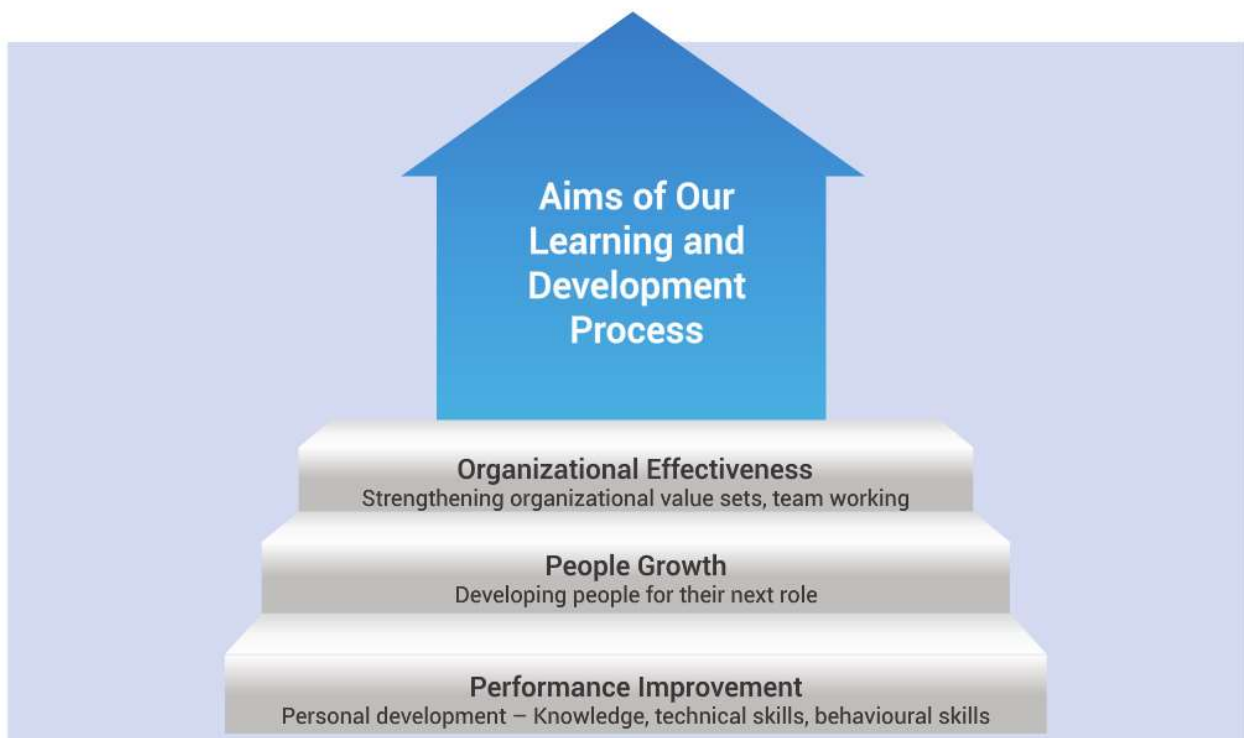 Aims of Our
Learning and
Development
Process
Organizational Effectiveness
Strengthening organizational value sets, team working
People Growth
Developing people for their next role
Performance Improvement
Personal development – Knowledge, technical skills, behavioural skills